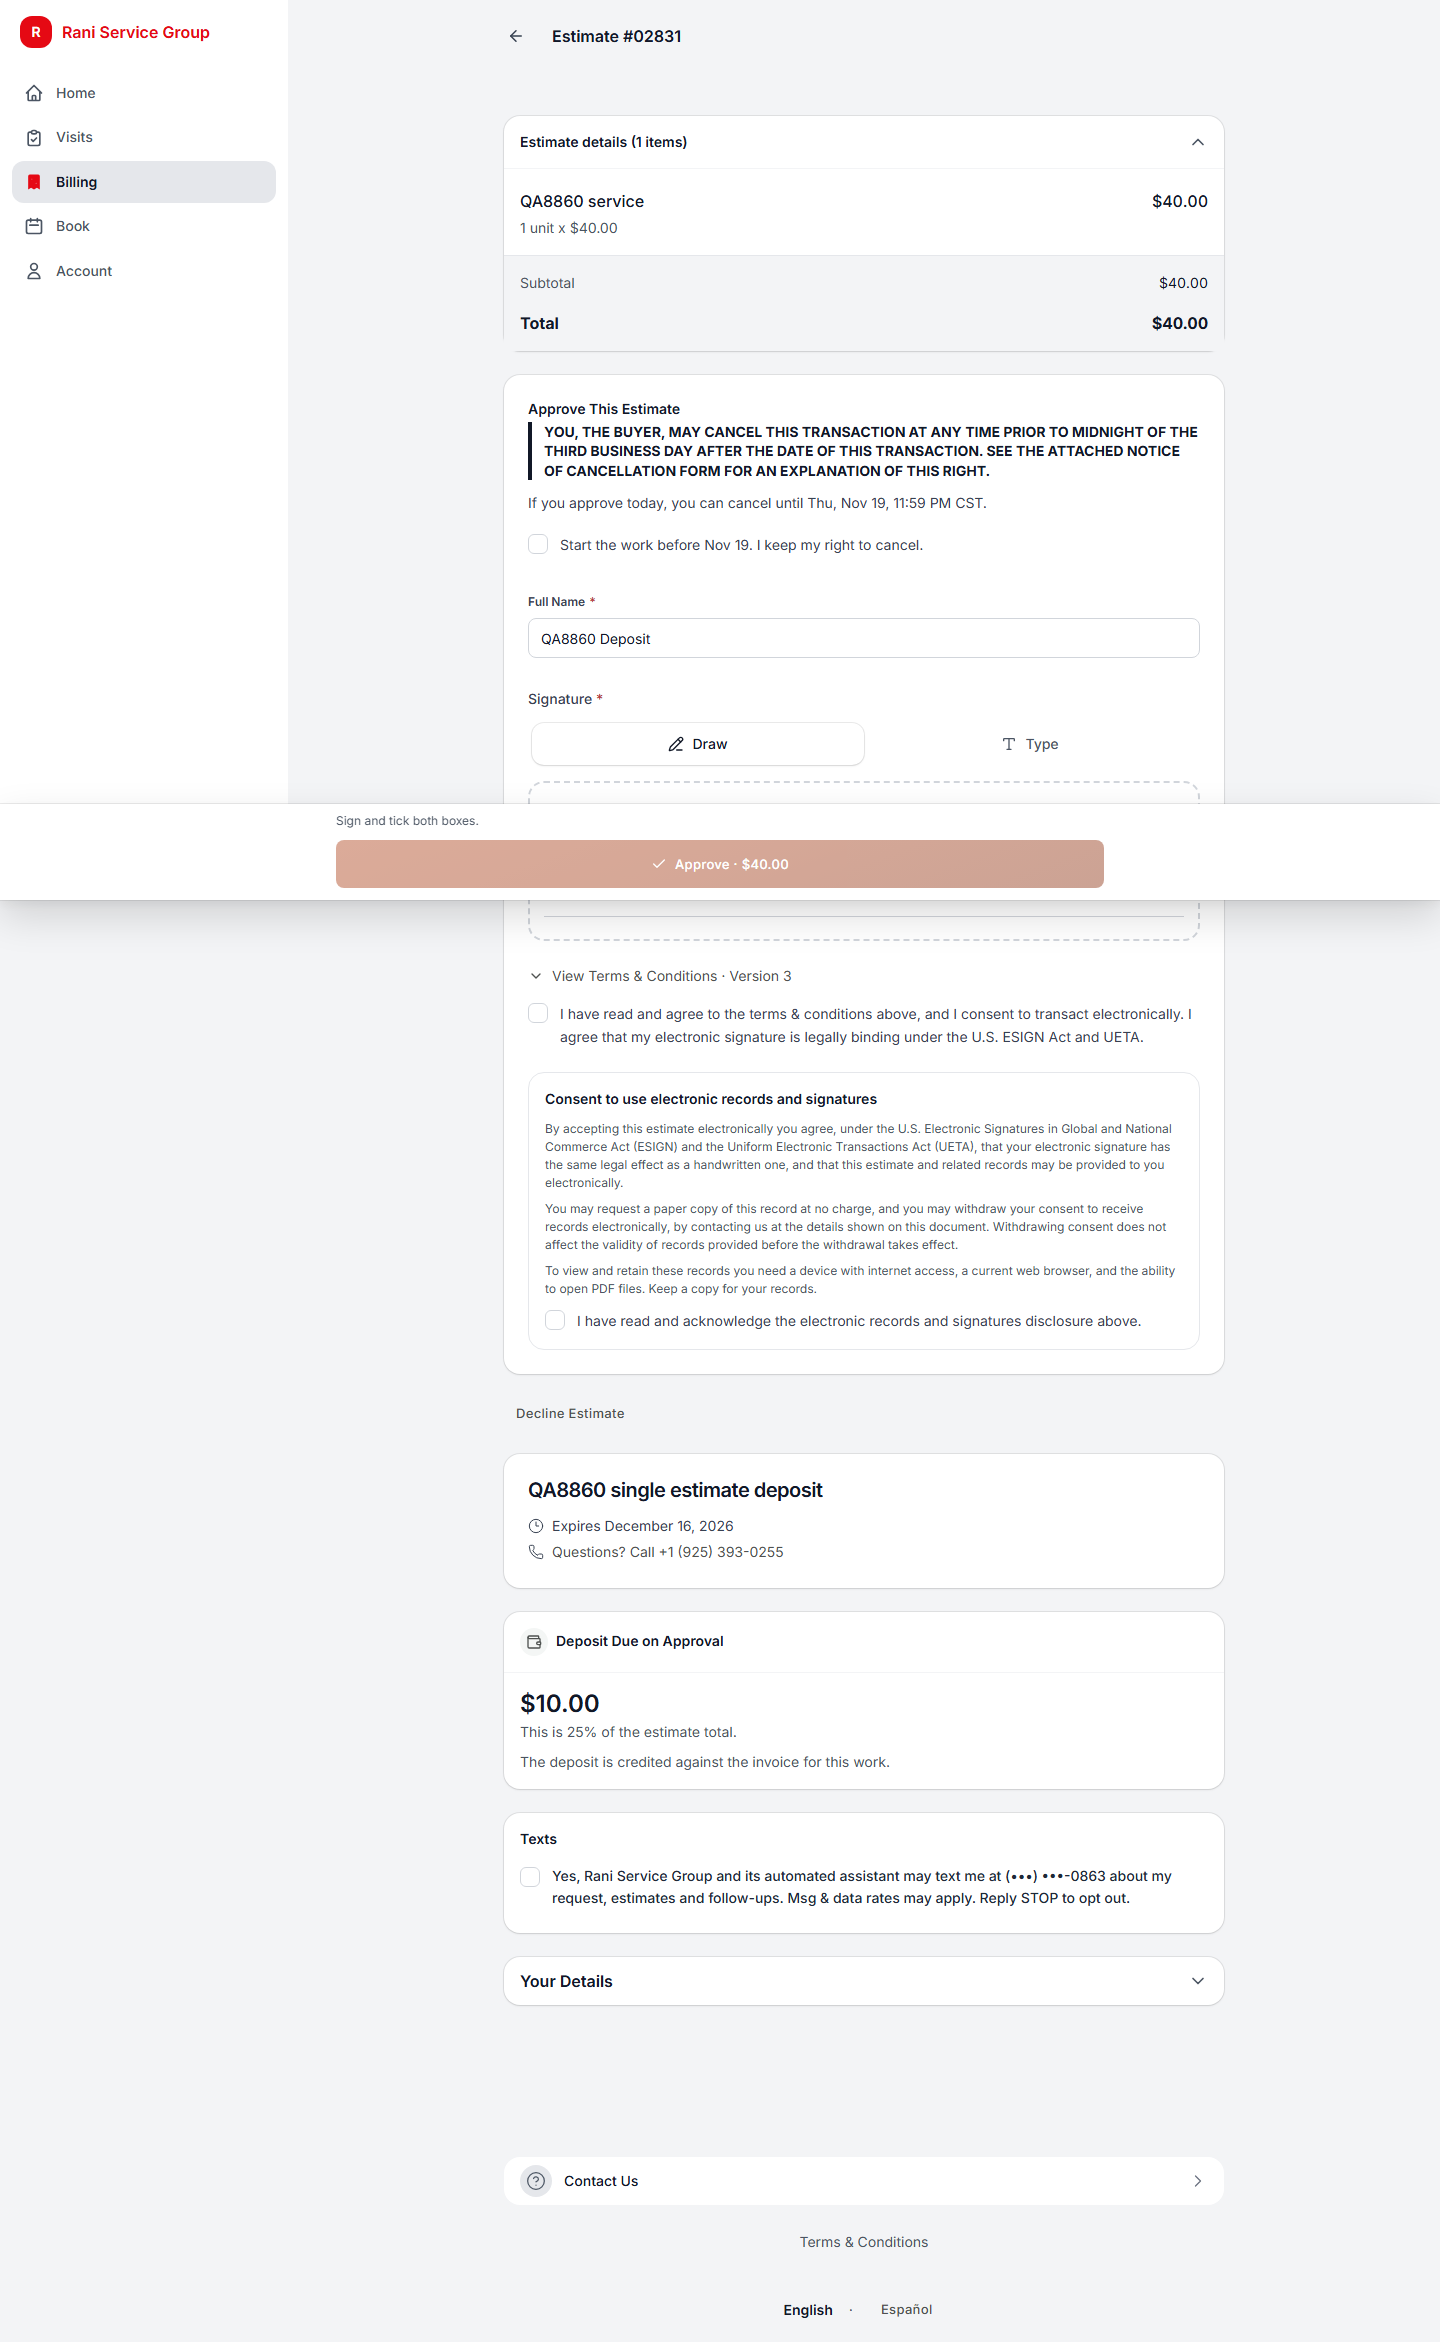 R
Rani Service Group
Home
Visits
Billing
Book
Account
Estimate #02831
Estimate details (1 items)
QA8860 service
$40.00
1 unit x $40.00
Subtotal
$40.00
Total
$40.00
Approve This Estimate
YOU, THE BUYER, MAY CANCEL THIS TRANSACTION AT ANY TIME PRIOR TO MIDNIGHT OF THE
THIRD BUSINESS DAY AFTER THE DATE OF THIS TRANSACTION. SEE THE ATTACHED NOTICE
OF CANCELLATION FORM FOR AN EXPLANATION OF THIS RIGHT.
If you approve today, you can cancel until Thu, Nov 19, 11:59 PM CST.
Start the work before Nov 19. I keep my right to cancel.
Full Name *
QA8860 Deposit
Signature *
Draw
Type
Sign and tick both boxes.
Approve · $40.00
View Terms & Conditions · Version 3
I have read and agree to the terms & conditions above, and I consent to transact electronically. I
agree that my electronic signature is legally binding under the U.S. ESIGN Act and UETA.
Consent to use electronic records and signatures
By accepting this estimate electronically you agree, under the U.S. Electronic Signatures in Global and National
Commerce Act (ESIGN) and the Uniform Electronic Transactions Act (UETA), that your electronic signature has
the same legal effect as a handwritten one, and that this estimate and related records may be provided to you
electronically.
You may request a paper copy of this record at no charge, and you may withdraw your consent to receive
records electronically, by contacting us at the details shown on this document. Withdrawing consent does not
affect the validity of records provided before the withdrawal takes effect.
To view and retain these records you need a device with internet access, a current web browser, and the ability
to open PDF files. Keep a copy for your records.
I have read and acknowledge the electronic records and signatures disclosure above.
Decline Estimate
QA8860 single estimate deposit
Expires December 16, 2026
Questions? Call +1 (925) 393-0255
Deposit Due on Approval
$10.00
This is 25% of the estimate total.
The deposit is credited against the invoice for this work.
Texts
Yes, Rani Service Group and its automated assistant may text me at (•••) •••-0863 about my
request, estimates and follow-ups. Msg & data rates may apply. Reply STOP to opt out.
Your Details
Contact Us
Terms & Conditions
English · Español